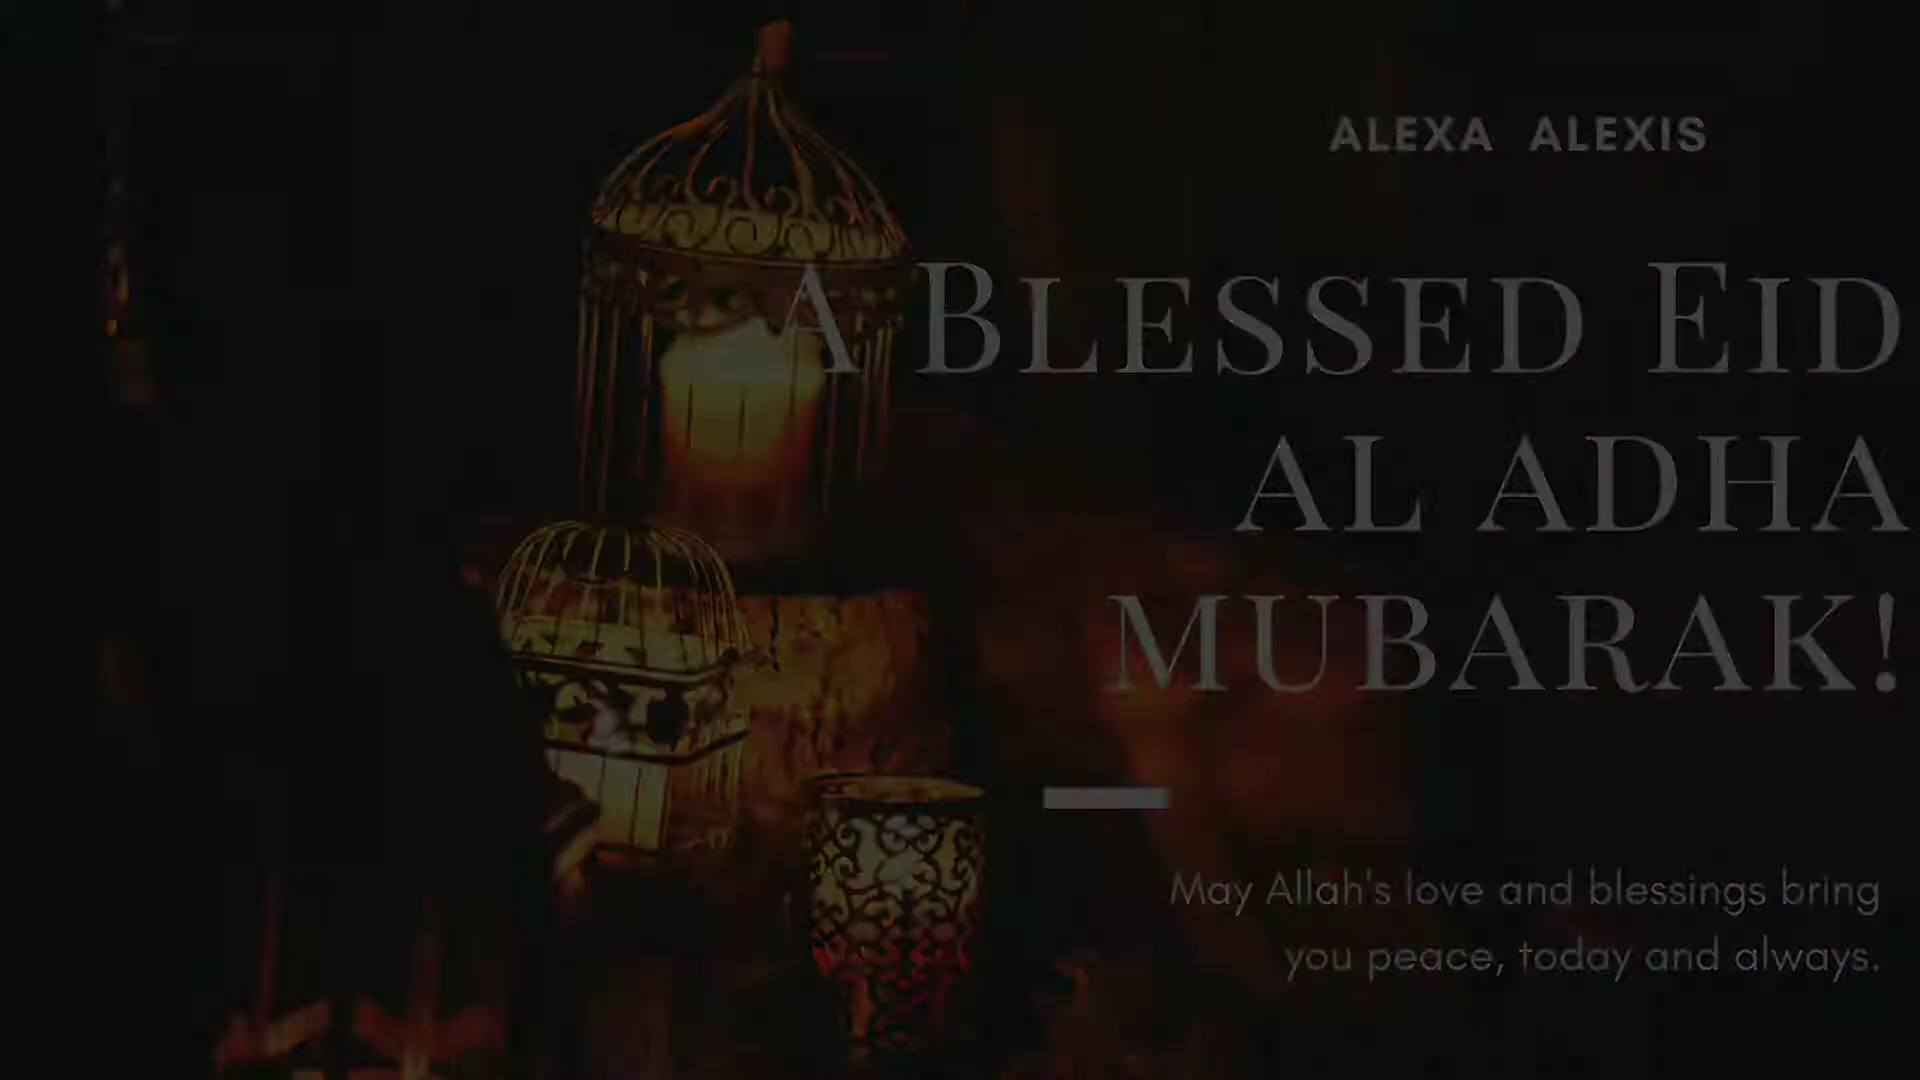 ALEXA ALEXIS
A BLESSED EID
AL ADHA
MUBARAK!
May Allah's love and blessings bring
you peace, today and always.